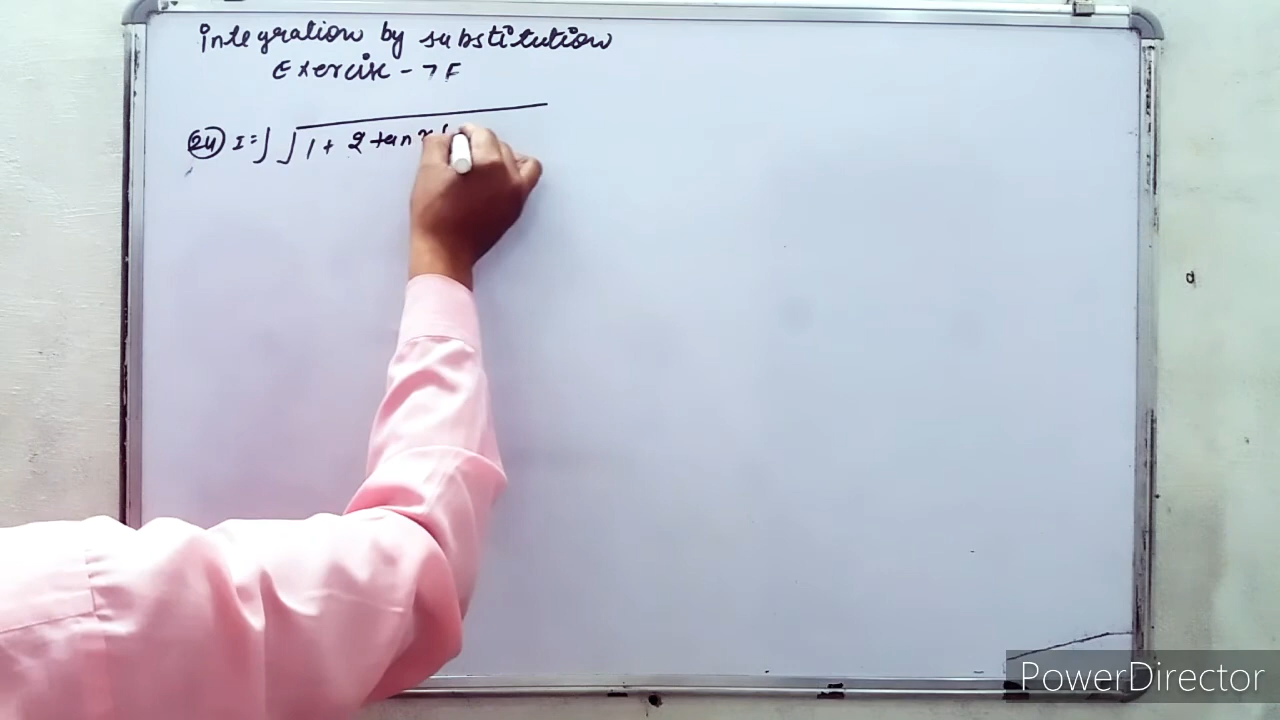 integration by substitution
Exercise - 7F
(24) I = ∫ √1 + 2 tan x (
PowerDirector